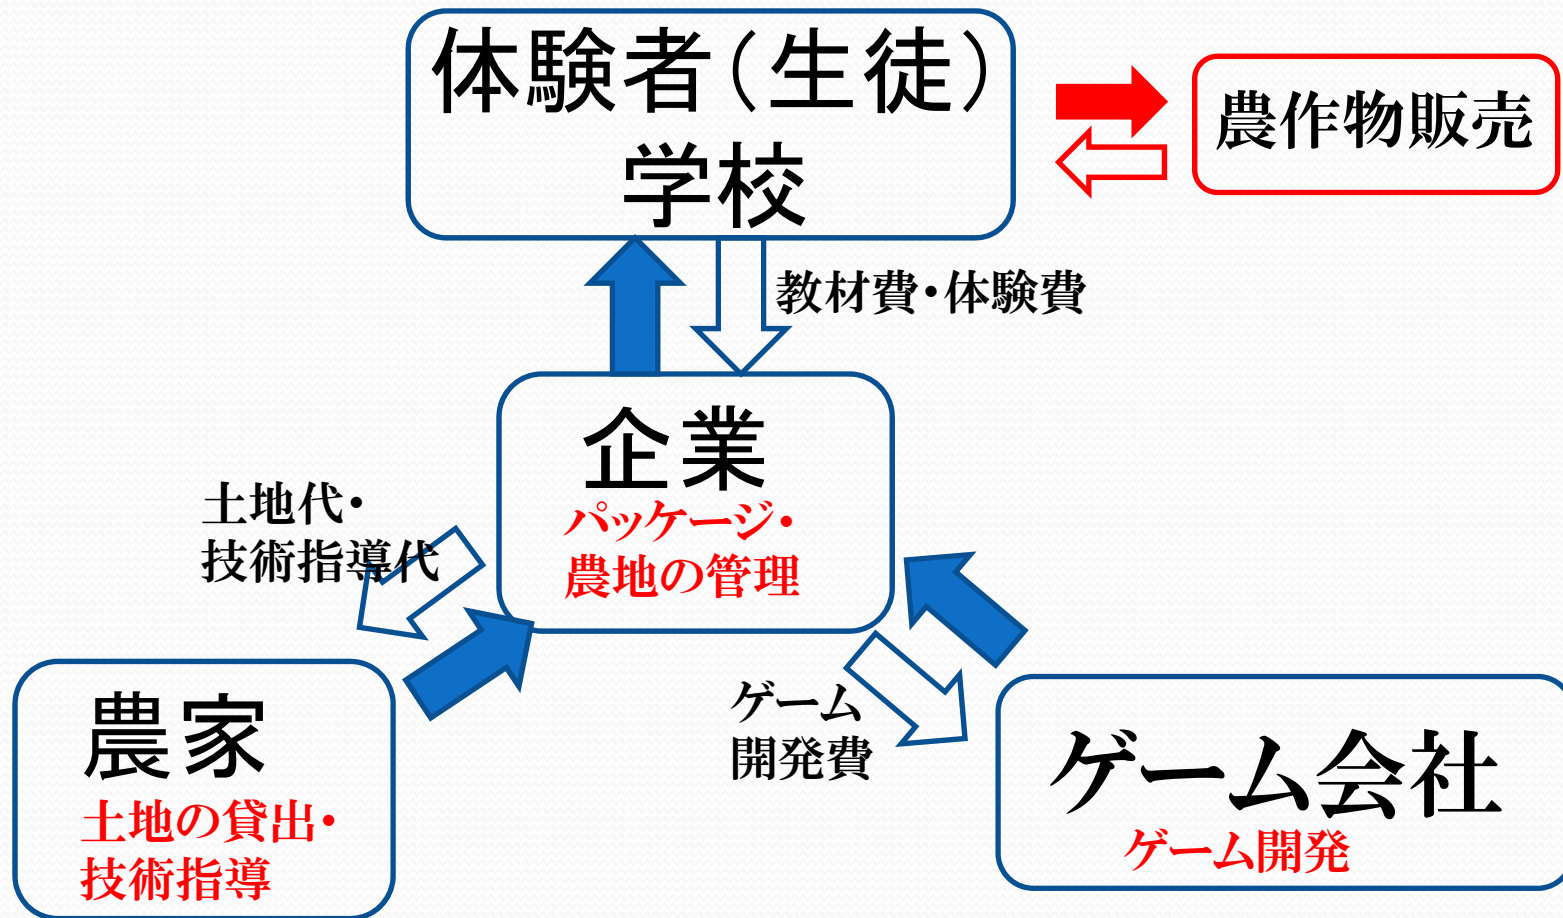 体験者（生徒）
学校
農作物販売
教材費・体験費
企業
パッケージ・
農地の管理
土地代・
技術指導代
農家
土地の貸出・
技術指導
ゲーム
開発費
ゲーム会社
ゲーム開発